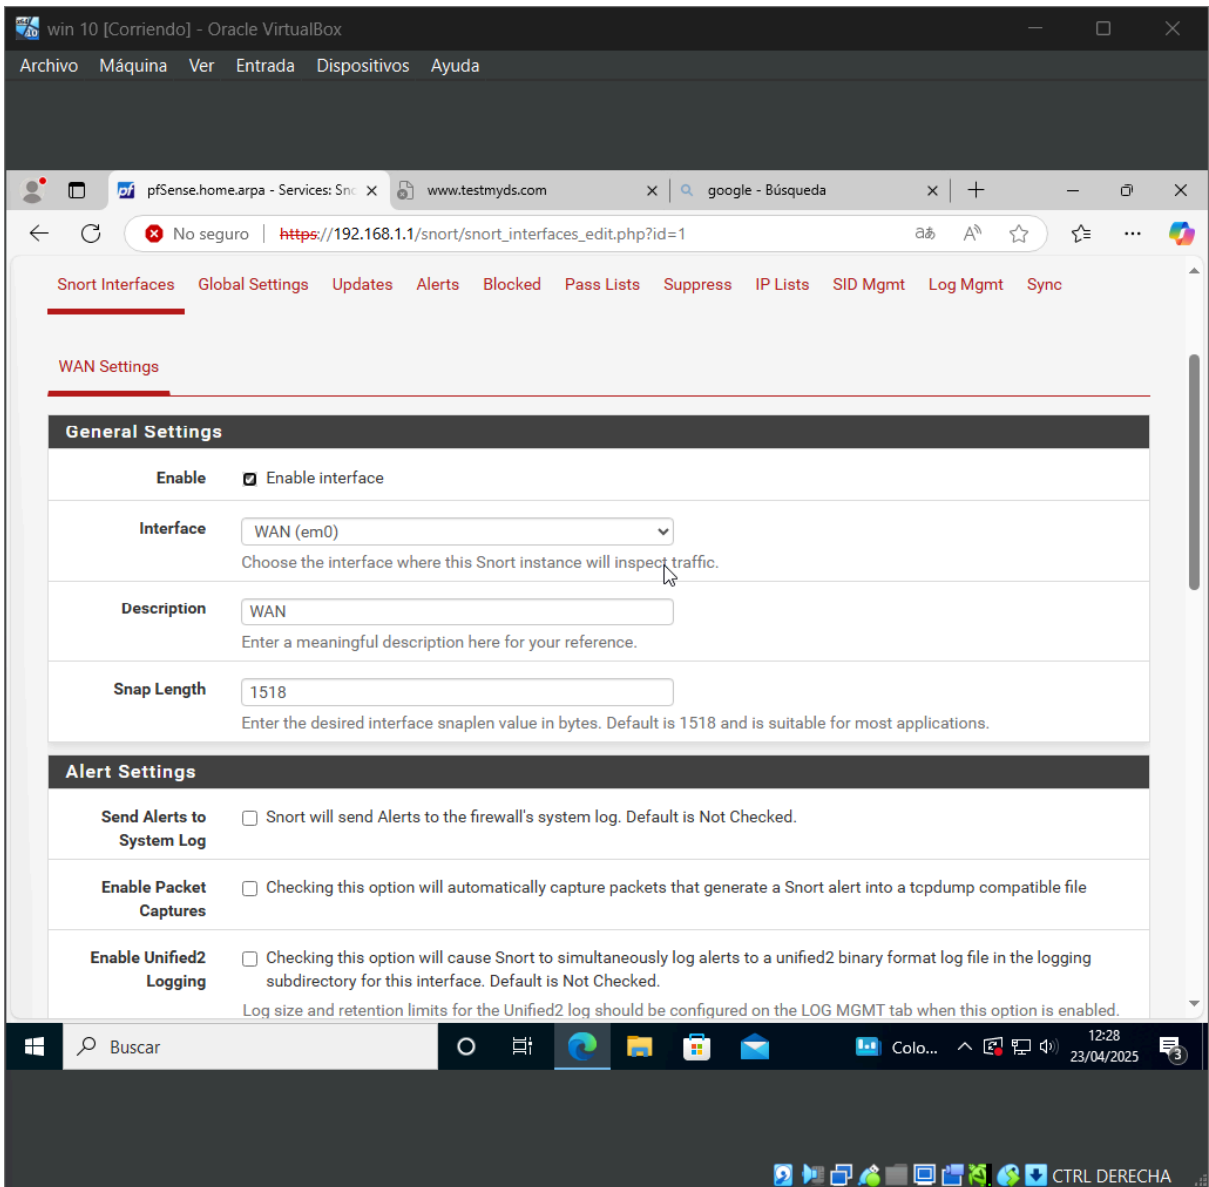 win 10 [Corriendo] - Oracle VirtualBox
Archivo Máquina Ver Entrada Dispositivos Ayuda
pfSense.home.arpa - Services: Sno
www.testmyds.com
google - Búsqueda
No seguro https://192.168.1.1/snort/snort_interfaces_edit.php?id=1
Snort Interfaces Global Settings Updates Alerts Blocked Pass Lists Suppress IP Lists SID Mgmt Log Mgmt Sync
WAN Settings
General Settings
Enable Enable interface
Interface WAN (em0)
Choose the interface where this Snort instance will inspect traffic.
Description WAN
Enter a meaningful description here for your reference.
Snap Length 1518
Enter the desired interface snaplen value in bytes. Default is 1518 and is suitable for most applications.
Alert Settings
Send Alerts to Snort will send Alerts to the firewall's system log. Default is Not Checked.
System Log
Enable Packet Checking this option will automatically capture packets that generate a Snort alert into a tcpdump compatible file
Captures
Enable Unified2 Checking this option will cause Snort to simultaneously log alerts to a unified2 binary format log file in the logging
Logging subdirectory for this interface. Default is Not Checked.
Log size and retention limits for the Unified2 log should be configured on the LOG MGMT tab when this option is enabled.
Buscar
Colo...
12:28
23/04/2025
3
CTRL DERECHA